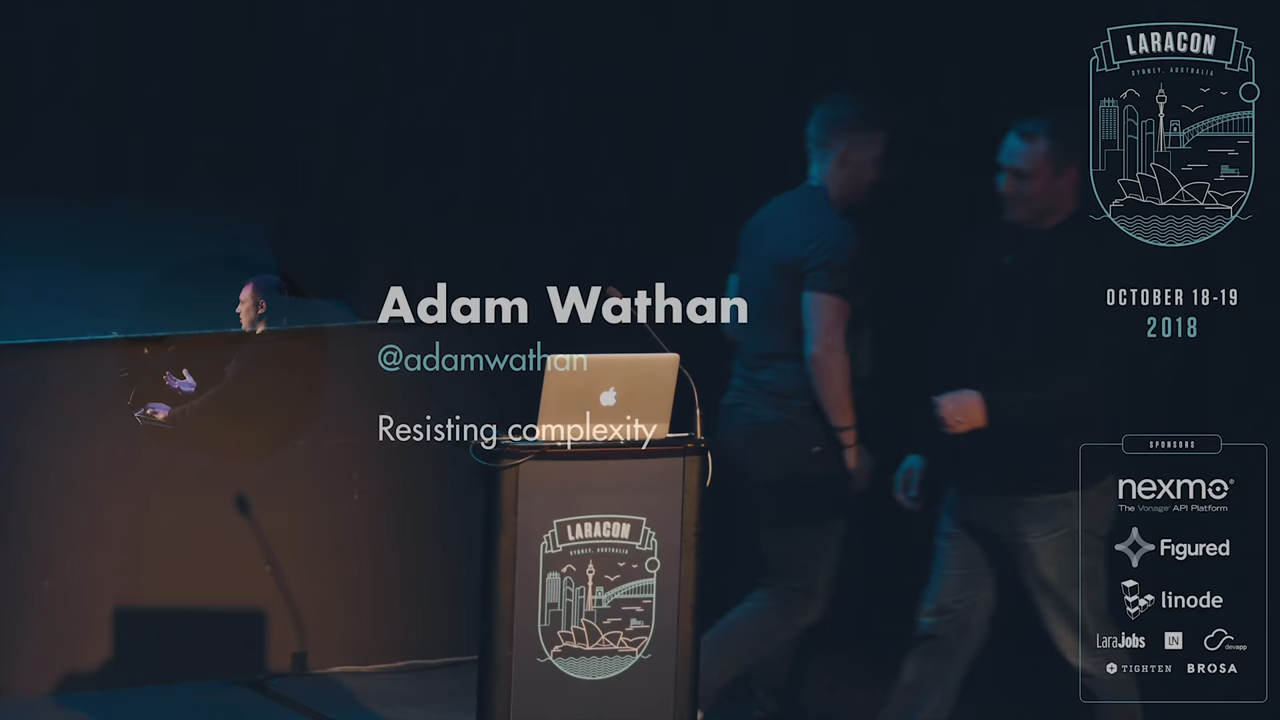 Adam Wathan
@adamwathan
Resisting complexity
LARACON
SYDNEY, AUSTRALIA
OCTOBER 18-19
2018
SPONSORS
nexmo
The Vonage® API Platform
Figured
linode
LaraJobs LN devapp
TIGHTEN BROSA
LARACON
SYDNEY, AUSTRALIA